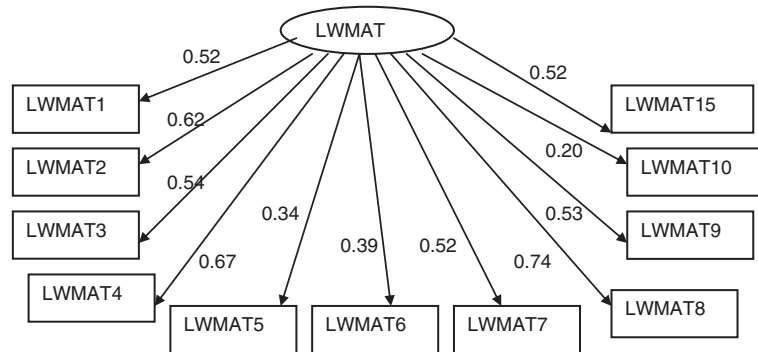 LWMAT
0.52
0.52
LWMAT1
LWMAT15
0.62
LWMAT2
0.20
LWMAT10
0.54
LWMAT3
0.34
0.39
0.52
0.53
LWMAT9
0.67
0.74
LWMAT4
LWMAT8
LWMAT5
LWMAT6
LWMAT7